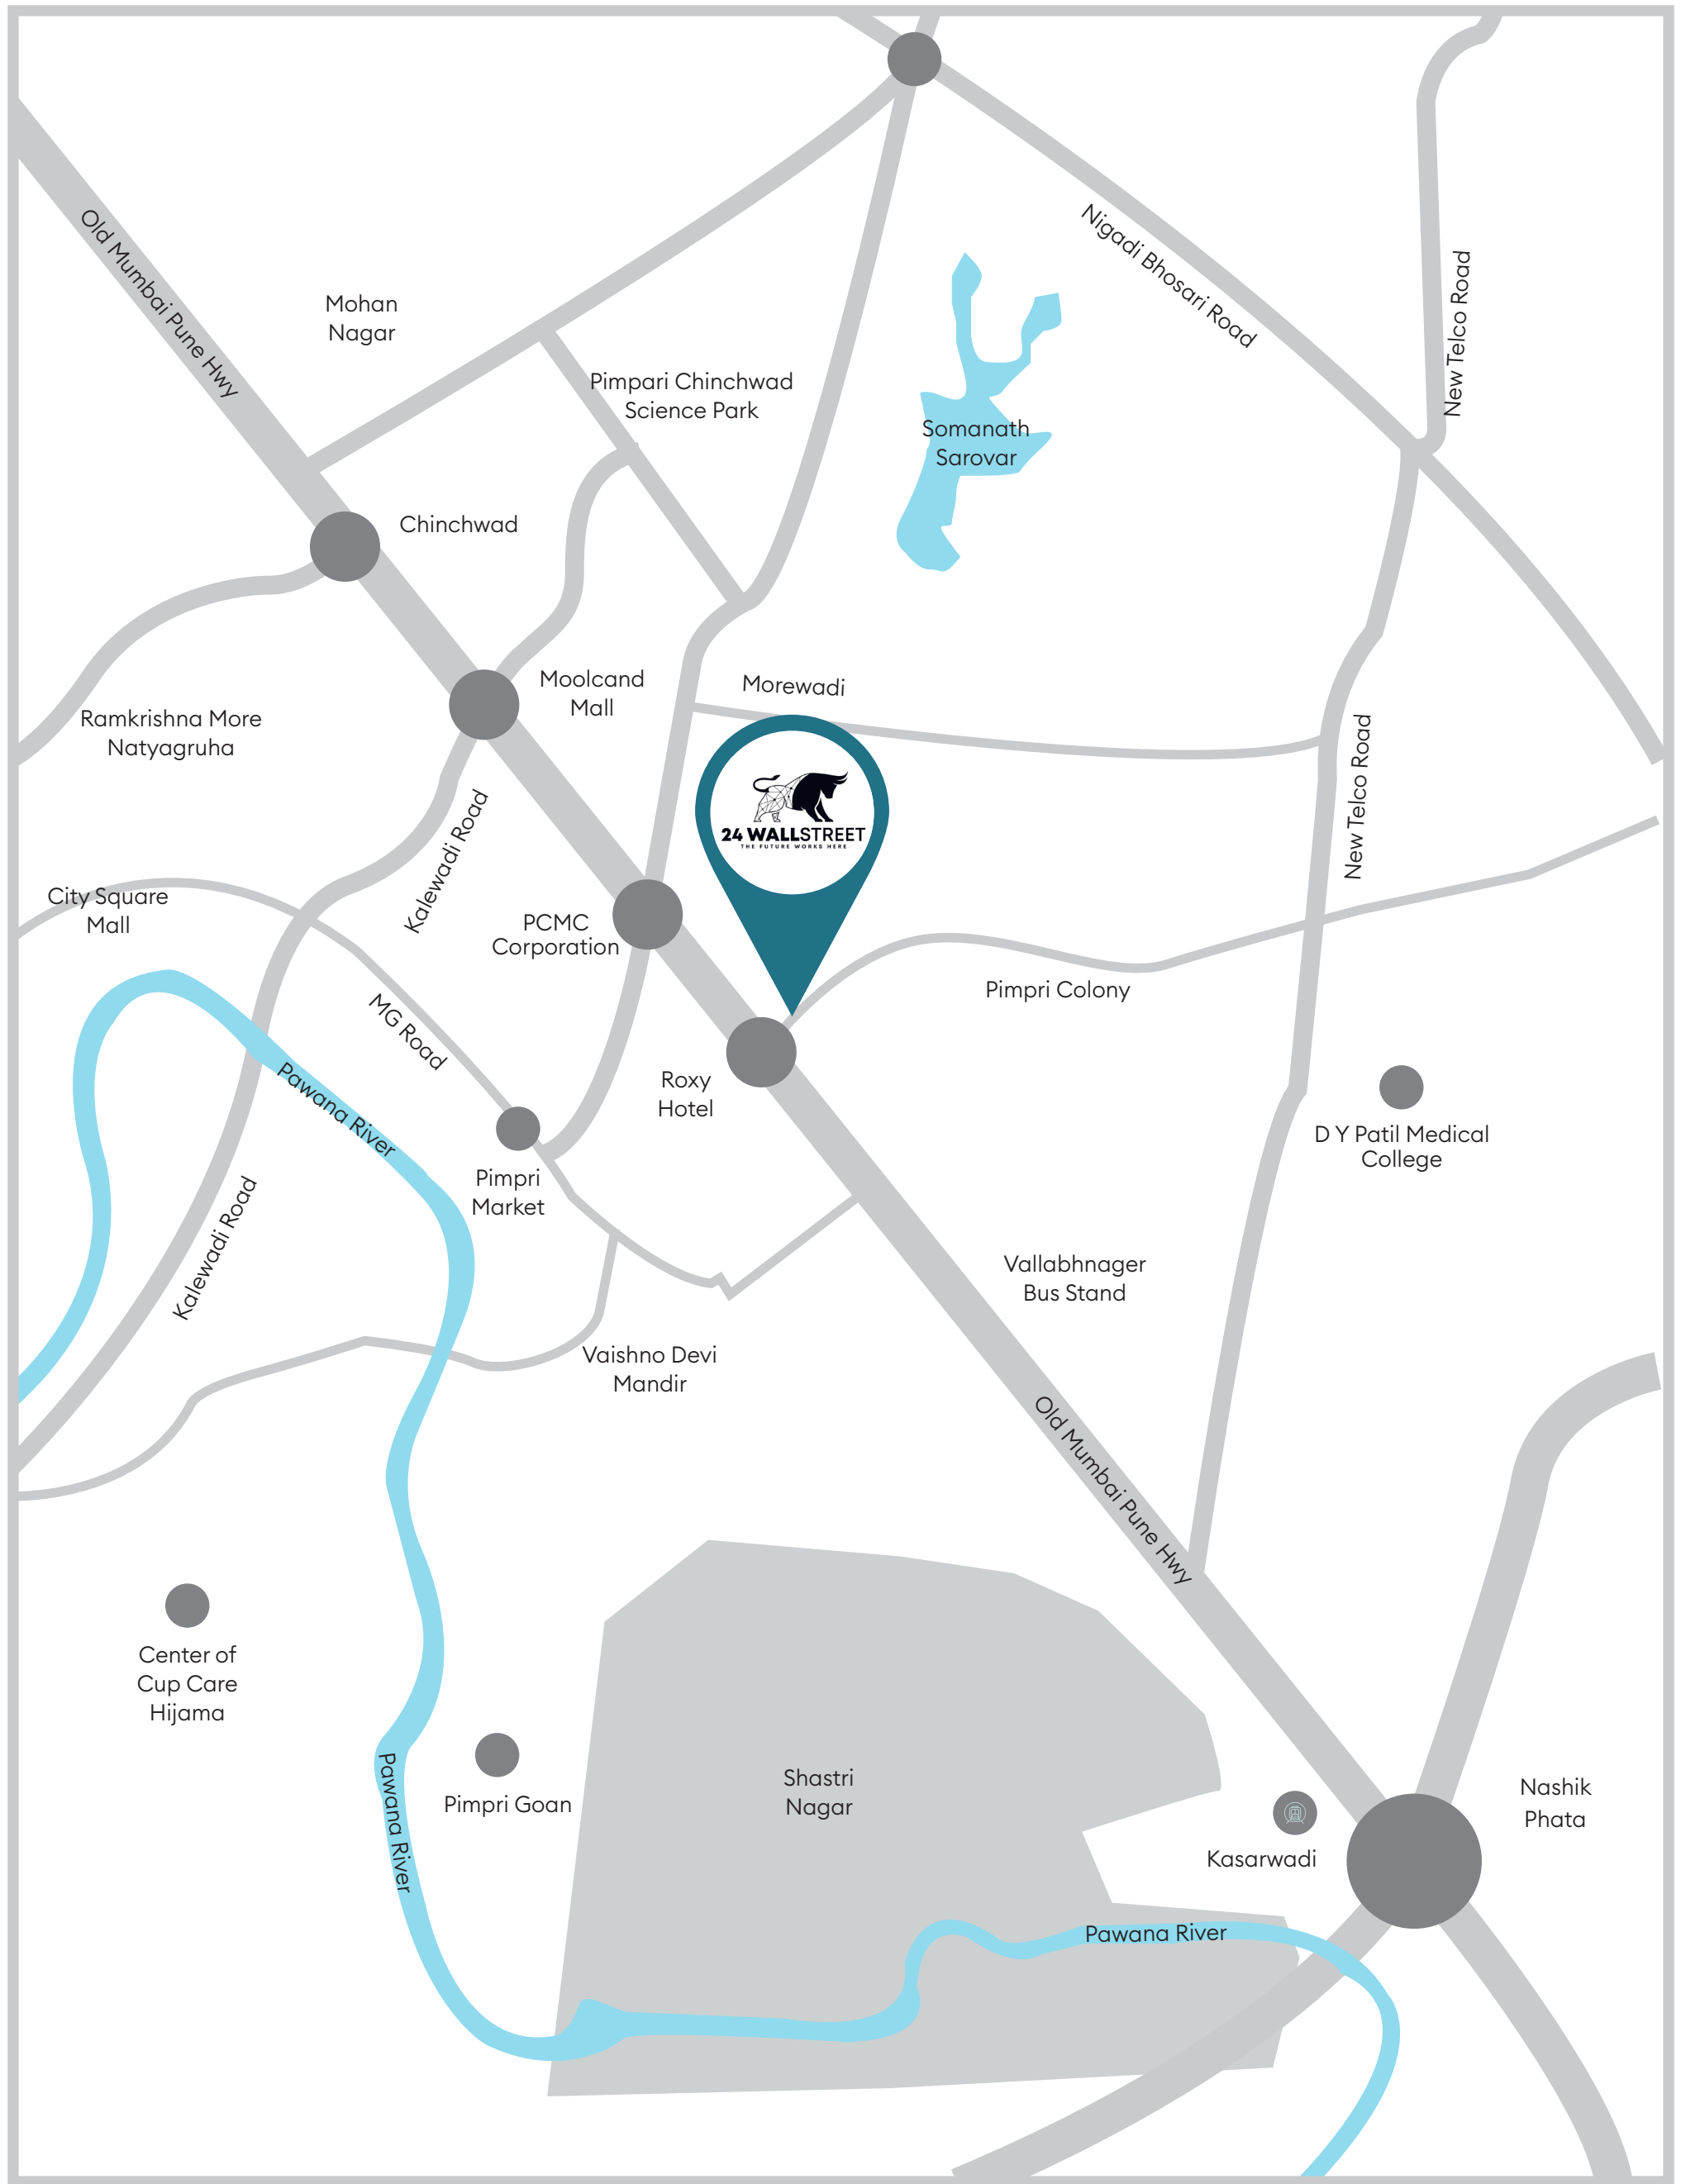 Old Mumbai Pune Hwy
Mohan
Nagar
Nigadi Bhosari Road
New Telco Road
Pimpari Chinchwad
Science Park
Somanath
Sarovar
Chinchwad
Moolcand
Mall
Morewadi
Ramkrishna More
Natyagruha
24 WALLSTREET
THE FUTURE WORKS HERE
New Telco Road
Kalewadi Road
City Square
Mall
PCMC
Corporation
Pimpri Colony
MG Road
Pawana River
Roxy
Hotel
D Y Patil Medical
College
Pimpri
Market
Kalewadi Road
Vallabhnager
Bus Stand
Vaishno Devi
Mandir
Old Mumbai Pune Hwy
Center of
Cup Care
Hijama
Pimpri Goan
Pawana River
Shastri
Nagar
Nashik
Phata
Kasarwadi
Pawana River